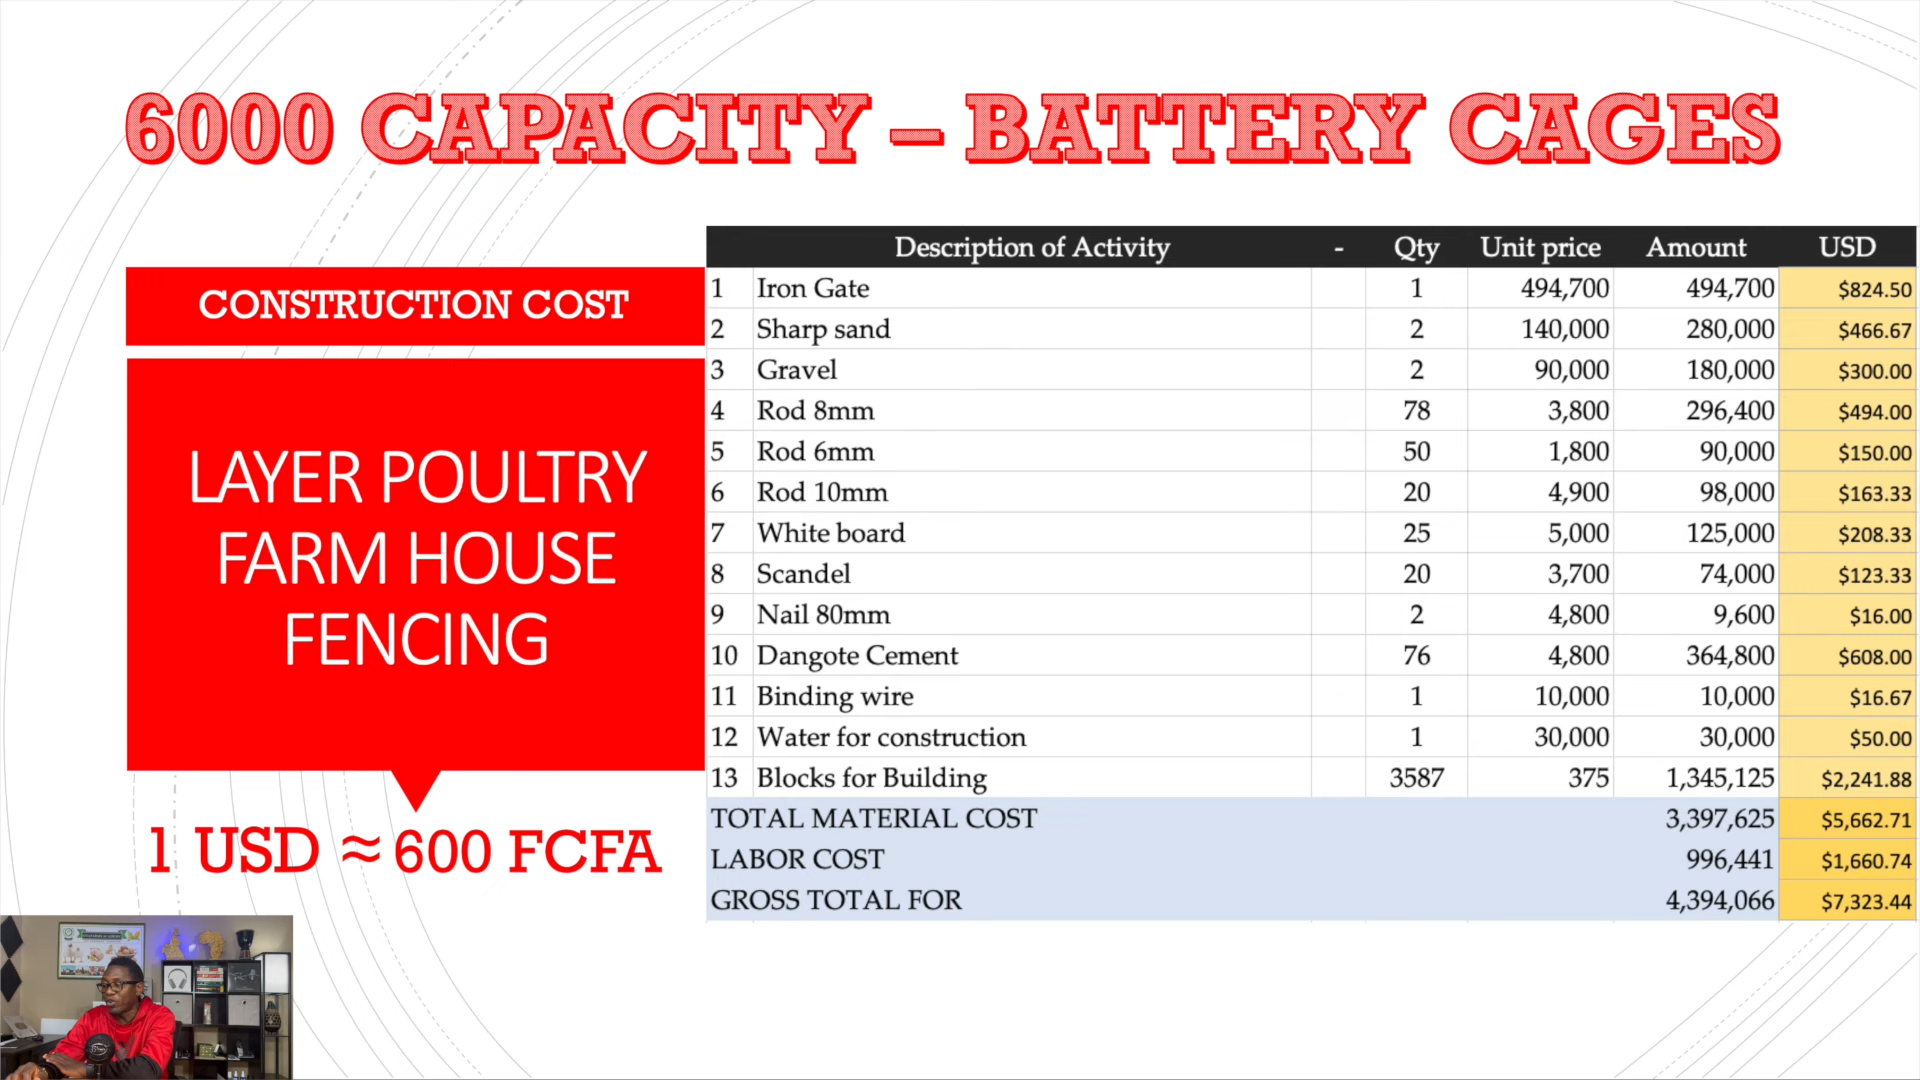 6000 CAPACITY – BATTERY CAGES
CONSTRUCTION COST
LAYER POULTRY
FARM HOUSE
FENCING
1 USD ≈ 600 FCFA
Description of Activity - Qty Unit price Amount USD
1 Iron Gate 1 494,700 494,700 $824.50
2 Sharp sand 2 140,000 280,000 $466.67
3 Gravel 2 90,000 180,000 $300.00
4 Rod 8mm 78 3,800 296,400 $494.00
5 Rod 6mm 50 1,800 90,000 $150.00
6 Rod 10mm 20 4,900 98,000 $163.33
7 White board 25 5,000 125,000 $208.33
8 Scandel 20 3,700 74,000 $123.33
9 Nail 80mm 2 4,800 9,600 $16.00
10 Dangote Cement 76 4,800 364,800 $608.00
11 Binding wire 1 10,000 10,000 $16.67
12 Water for construction 1 30,000 30,000 $50.00
13 Blocks for Building 3587 375 1,345,125 $2,241.88
TOTAL MATERIAL COST 3,397,625 $5,662.71
LABOR COST 996,441 $1,660.74
GROSS TOTAL FOR 4,394,066 $7,323.44